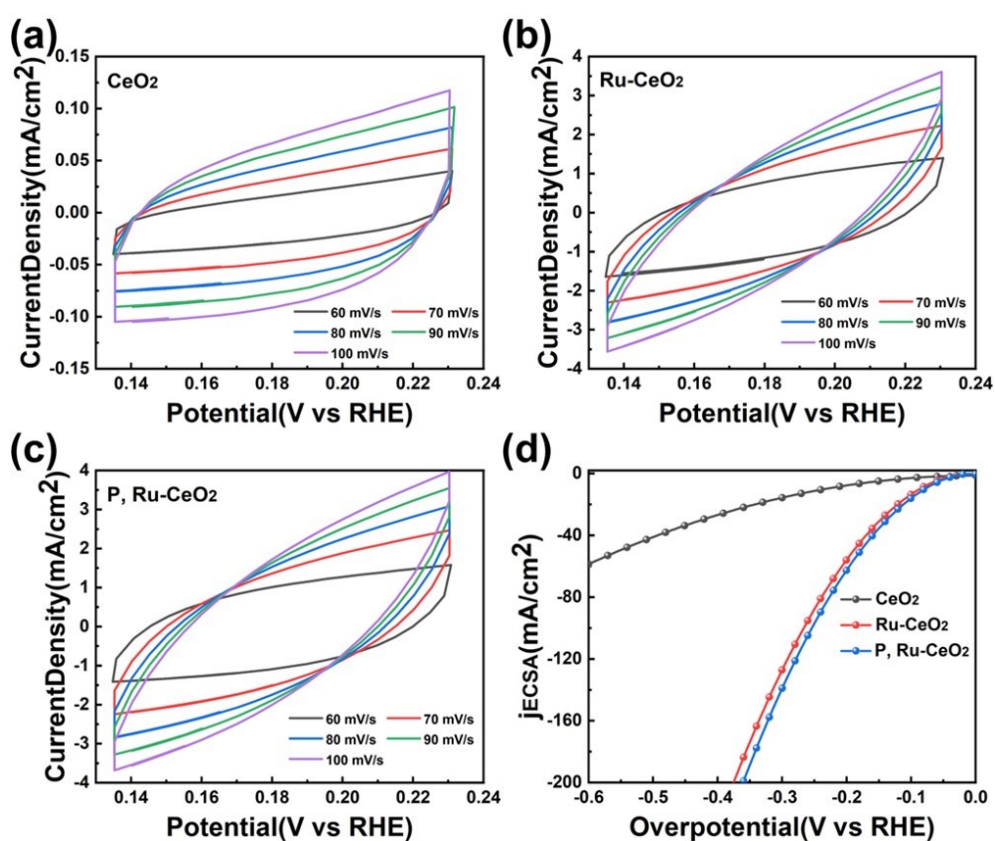 (a)
CeO2
CurrentDensity(mA/cm2)
0.15
0.10
0.05
0.00
-0.05
-0.10
-0.15
60 mV/s 70 mV/s
80 mV/s 90 mV/s
100 mV/s
0.14 0.16 0.18 0.20 0.22 0.24
Potential(V vs RHE)
(b)
Ru-CeO2
CurrentDensity(mA/cm2)
4
3
2
1
0
-1
-2
-3
-4
60 mV/s 70 mV/s
80 mV/s 90 mV/s
100 mV/s
0.14 0.16 0.18 0.20 0.22 0.24
Potential(V vs RHE)
(c)
P, Ru-CeO2
CurrentDensity(mA/cm2)
4
3
2
1
0
-1
-2
-3
-4
60 mV/s 70 mV/s
80 mV/s 90 mV/s
100 mV/s
0.14 0.16 0.18 0.20 0.22 0.24
Potential(V vs RHE)
(d)
jECSA(mA/cm2)
0
-40
-80
-120
-160
-200
CeO2
Ru-CeO2
P, Ru-CeO2
-0.6 -0.5 -0.4 -0.3 -0.2 -0.1 0.0
Overpotential(V vs RHE)